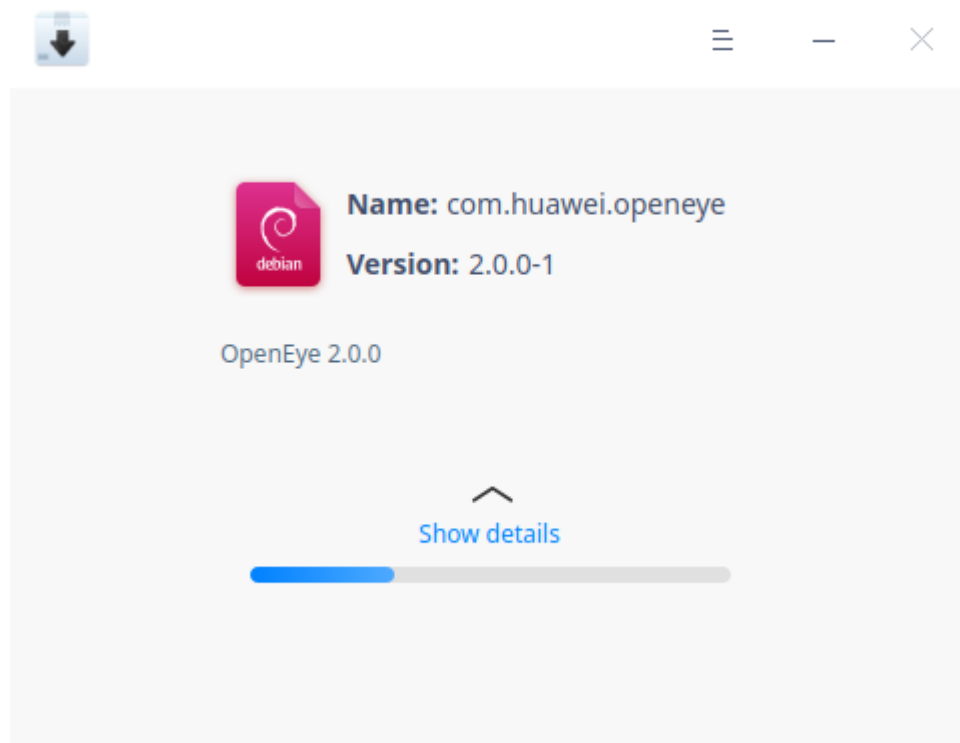 debian
Name: com.huawei.openeye
Version: 2.0.0-1
OpenEye 2.0.0
Show details